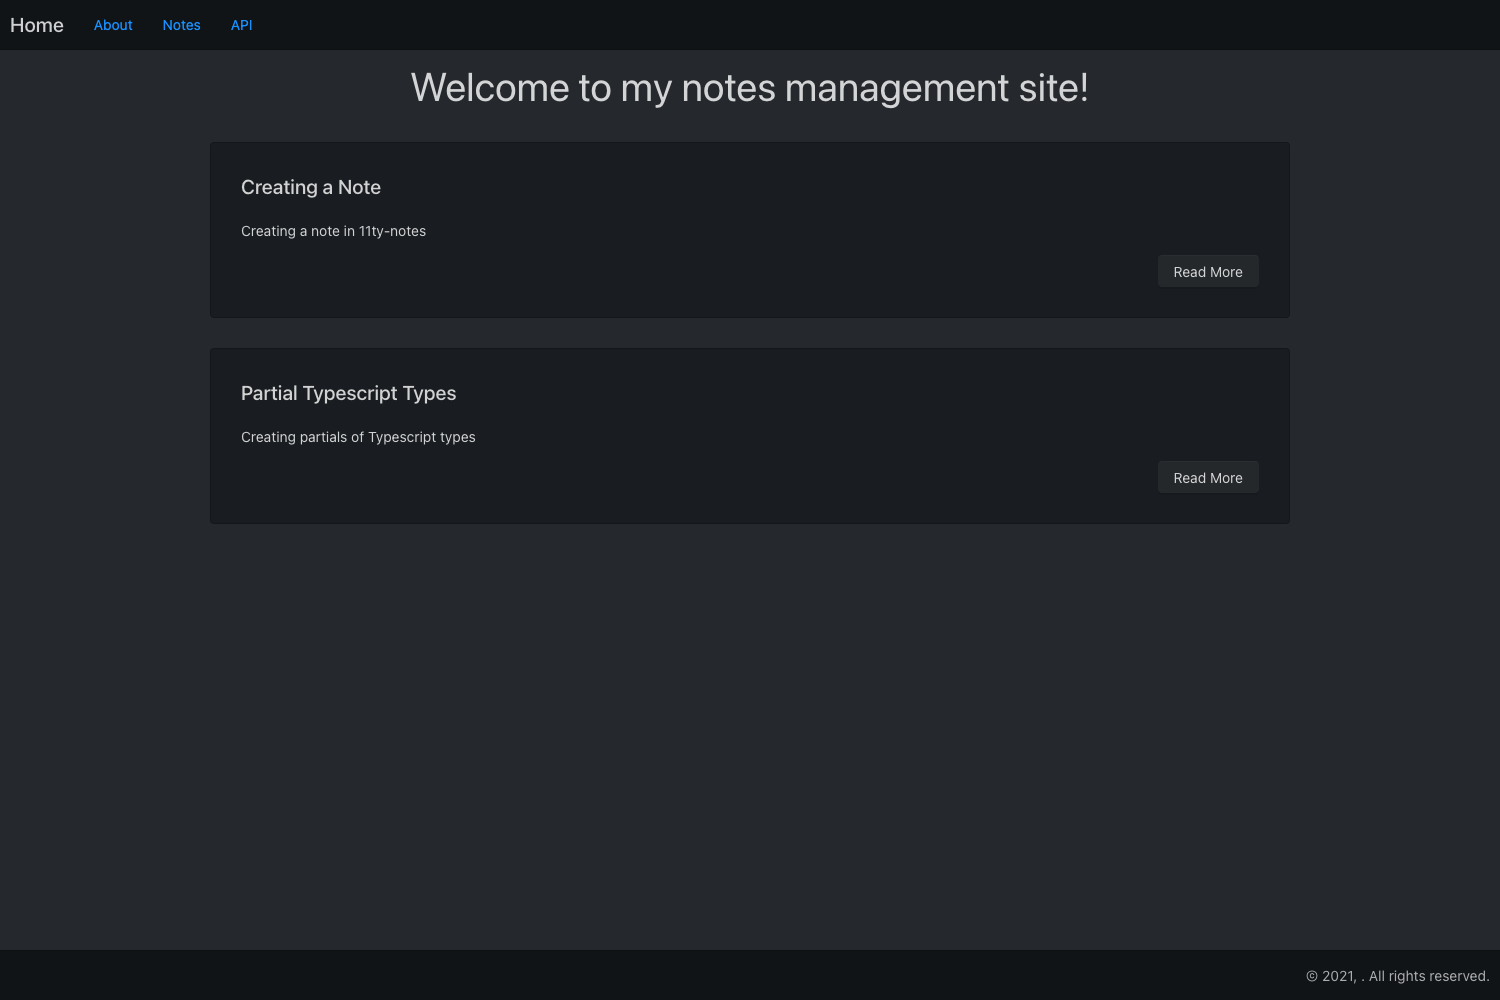 Home About Notes API
Welcome to my notes management site!
Creating a Note
Creating a note in 11ty-notes
Read More
Partial Typescript Types
Creating partials of Typescript types
Read More
© 2021, . All rights reserved.